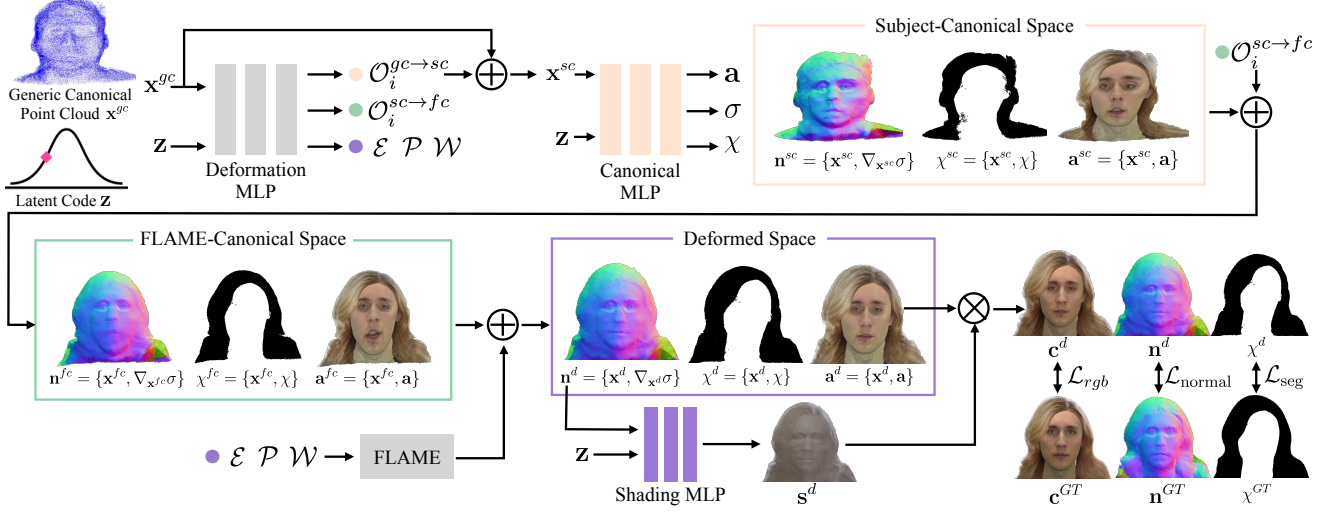 Generic Canonical
Point Cloud x^{gc}
Latent Code z
x^{gc}
z
Deformation
MLP
𝒪_i^{gc→sc}
𝒪_i^{sc→fc}
ℰ 𝒫 𝒲
x^{sc}
z
Canonical
MLP
a
σ
χ
Subject-Canonical Space
n^{sc} = {x^{sc}, ∇_{x^{sc}}σ}
χ^{sc} = {x^{sc}, χ}
a^{sc} = {x^{sc}, a}
𝒪_i^{sc→fc}
FLAME-Canonical Space
n^{fc} = {x^{fc}, ∇_{x^{fc}}σ}
χ^{fc} = {x^{fc}, χ}
a^{fc} = {x^{fc}, a}
ℰ 𝒫 𝒲
FLAME
Deformed Space
n^d = {x^d, ∇_{x^d}σ}
χ^d = {x^d, χ}
a^d = {x^d, a}
z
Shading MLP
s^d
c^d
n^d
χ^d
ℒ_{rgb}
ℒ_{normal}
ℒ_{seg}
c^{GT}
n^{GT}
χ^{GT}